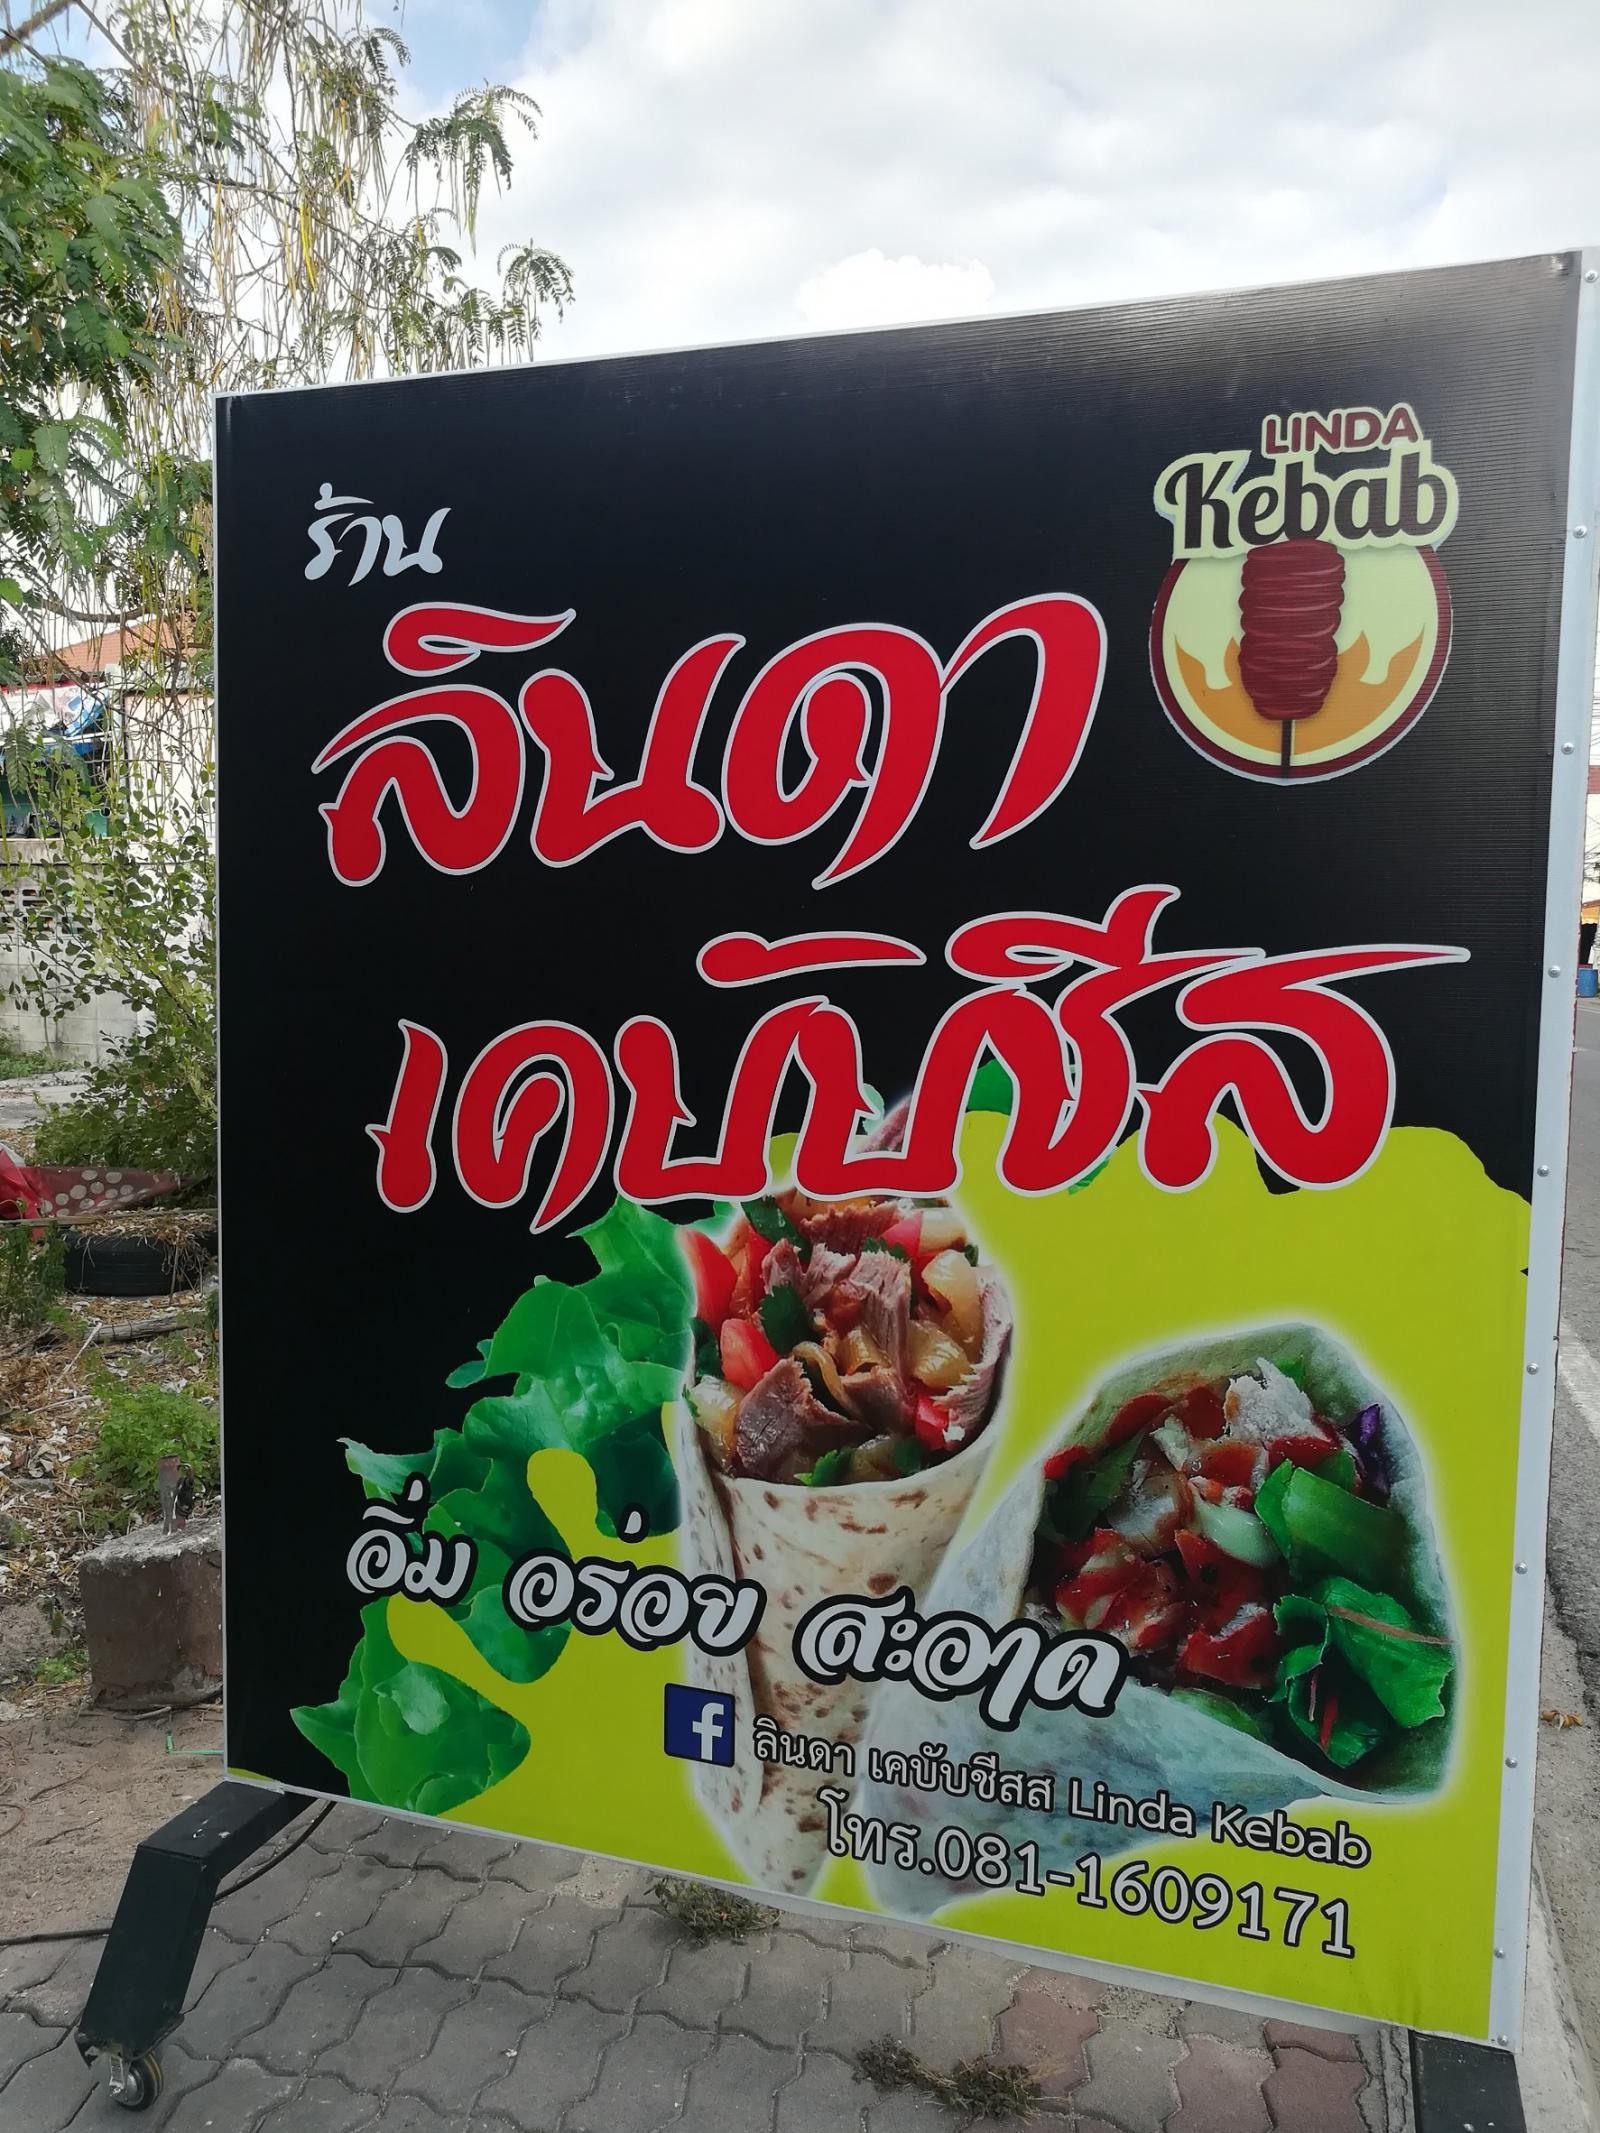 LINDA
Kebab
ร้าน
ลินดา
เคบับชีส
อิ่ม อร่อย สะอาด
f ลินดา เคบับชีสส Linda Kebab
โทร.081-1609171